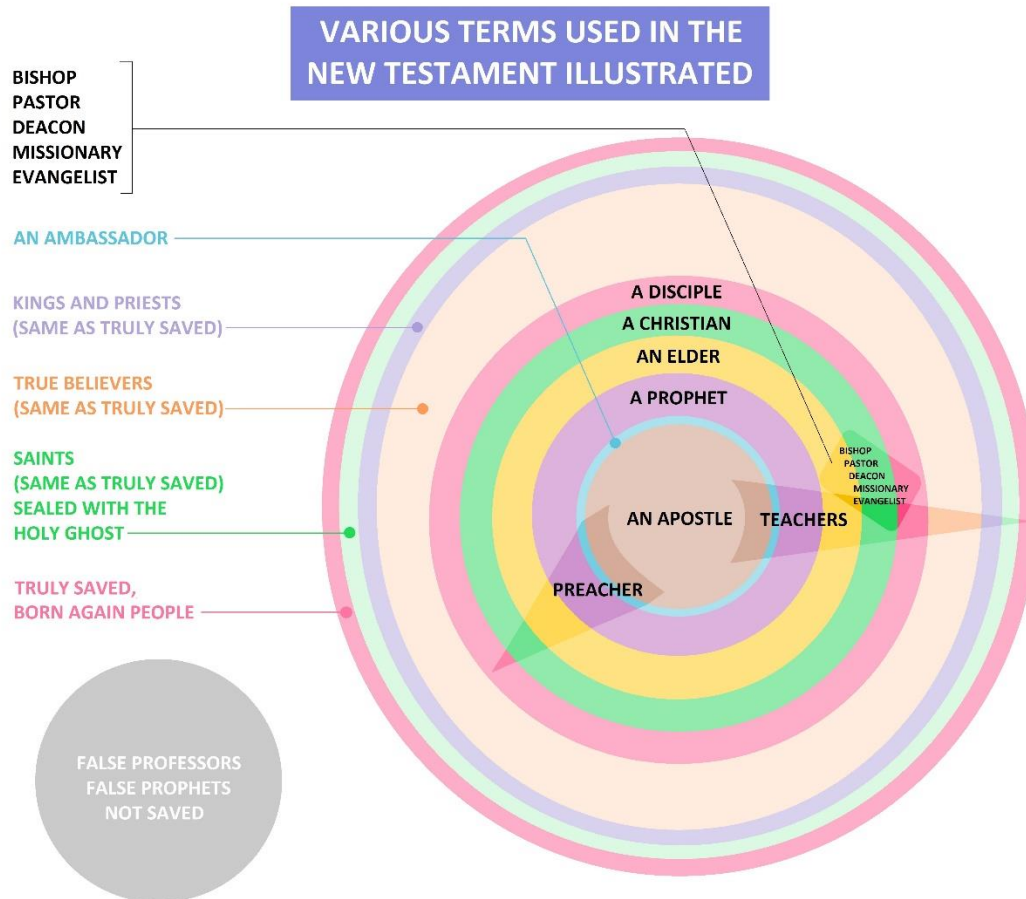 VARIOUS TERMS USED IN THE
NEW TESTAMENT ILLUSTRATED
BISHOP
PASTOR
DEACON
MISSIONARY
EVANGELIST
AN AMBASSADOR
KINGS AND PRIESTS
(SAME AS TRULY SAVED)
TRUE BELIEVERS
(SAME AS TRULY SAVED)
SAINTS
(SAME AS TRULY SAVED)
SEALED WITH THE
HOLY GHOST
TRULY SAVED,
BORN AGAIN PEOPLE
A DISCIPLE
A CHRISTIAN
AN ELDER
A PROPHET
AN APOSTLE
TEACHERS
PREACHER
BISHOP
PASTOR
DEACON
MISSIONARY
EVANGELIST
FALSE PROFESSORS
FALSE PROPHETS
NOT SAVED